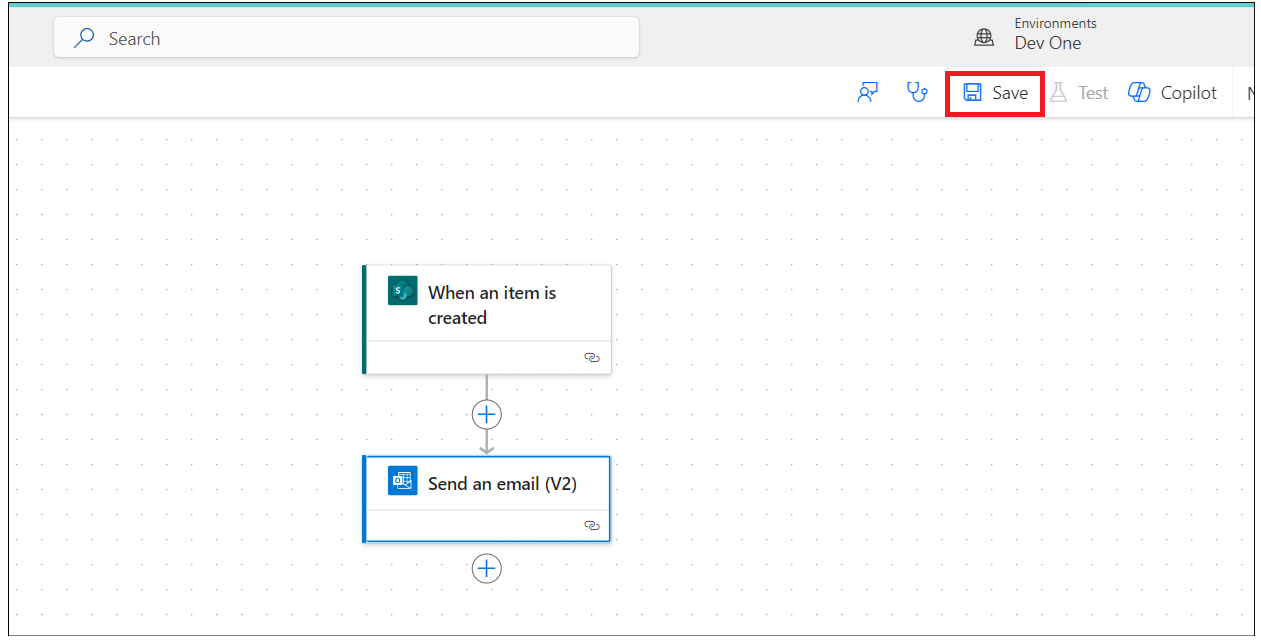 Search
Environments
Dev One
Save
Test
Copilot
N
S
When an item is
created
Send an email (V2)